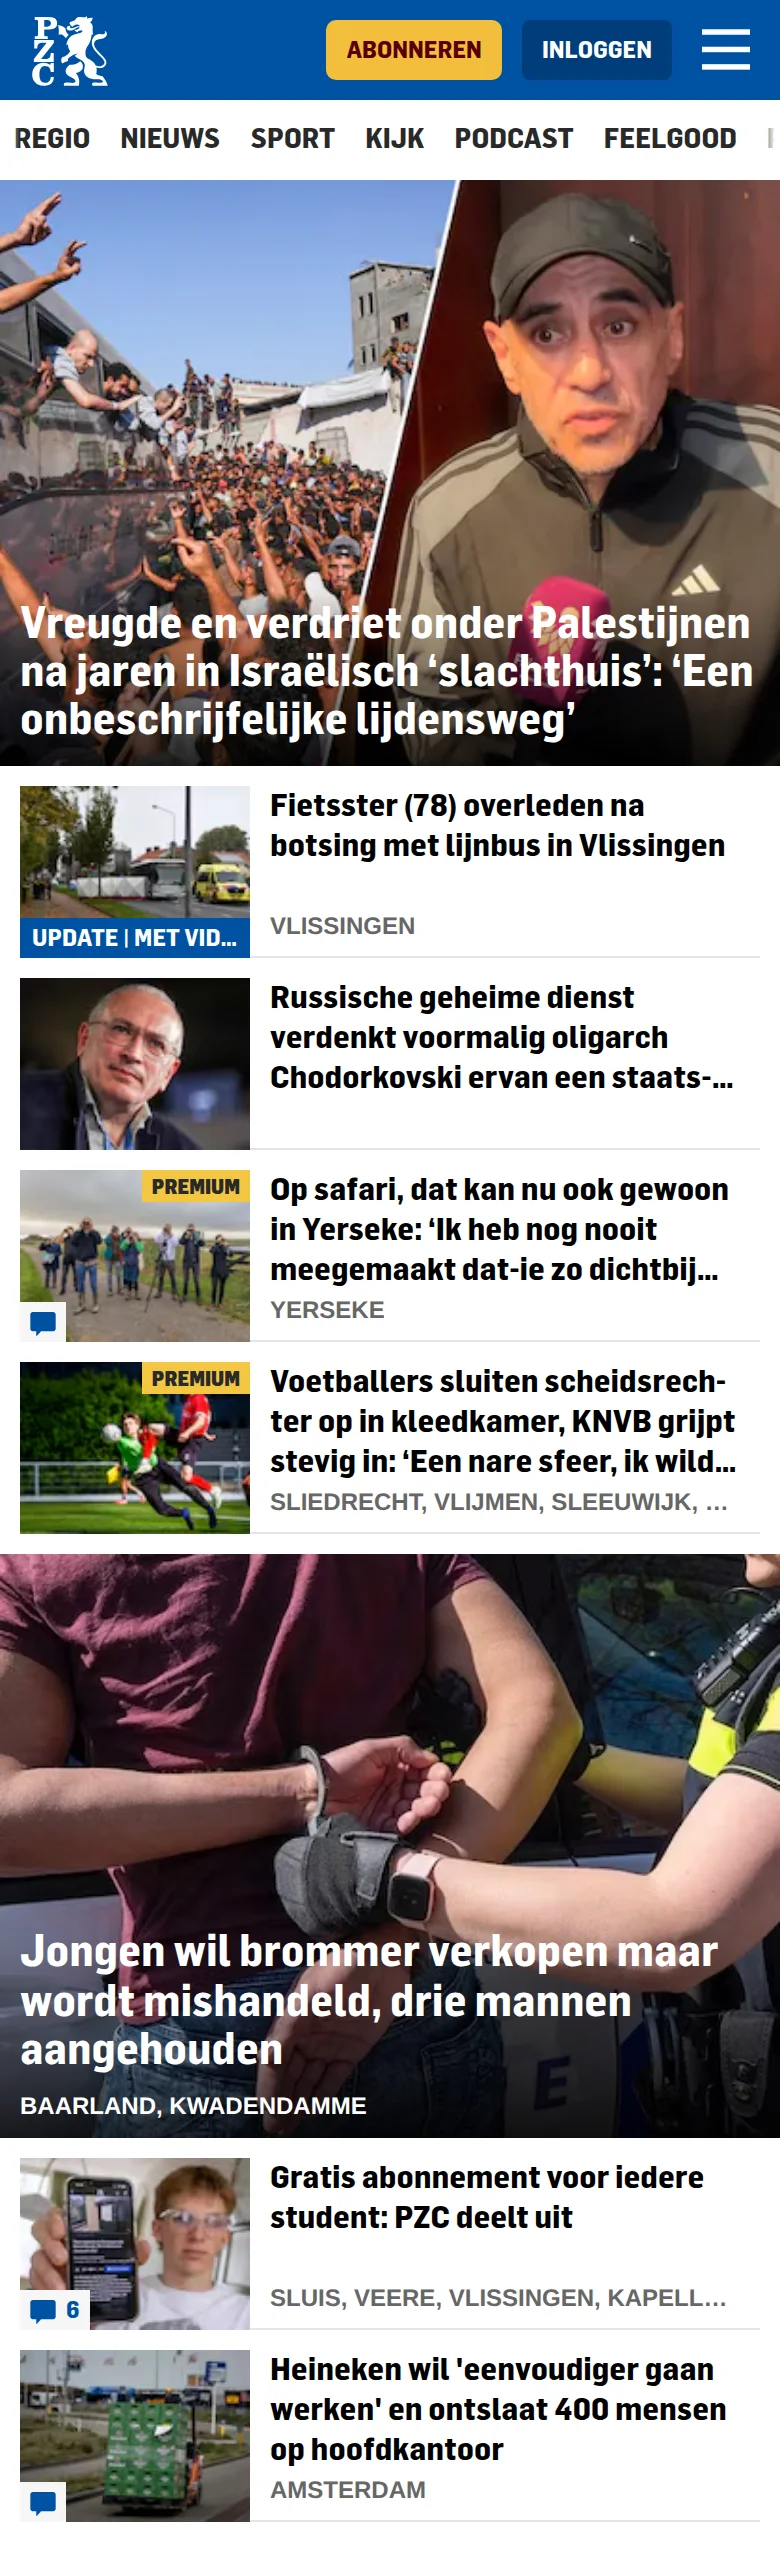 PZC
ABONNEREN
INLOGGEN
REGIO NIEUWS SPORT KIJK PODCAST FEELGOOD
Vreugde en verdriet onder Palestijnen
na jaren in Israëlisch ‘slachthuis’: ‘Een
onbeschrijfelijke lijdensweg’
UPDATE | MET VID...
Fietsster (78) overleden na
botsing met lijnbus in Vlissingen
VLISSINGEN
Russische geheime dienst
verdenkt voormalig oligarch
Chodorkovski ervan een staats-...
PREMIUM
Op safari, dat kan nu ook gewoon
in Yerseke: ‘Ik heb nog nooit
meegemaakt dat-ie zo dichtbij...
YERSEKE
PREMIUM
Voetballers sluiten scheidsrech-
ter op in kleedkamer, KNVB grijpt
stevig in: ‘Een nare sfeer, ik wild...
SLIEDRECHT, VLIJMEN, SLEEUWIJK, ...
Jongen wil brommer verkopen maar
wordt mishandeld, drie mannen
aangehouden
BAARLAND, KWADENDAMME
6
Gratis abonnement voor iedere
student: PZC deelt uit
SLUIS, VEERE, VLISSINGEN, KAPELL...
Heineken wil 'eenvoudiger gaan
werken' en ontslaat 400 mensen
op hoofdkantoor
AMSTERDAM